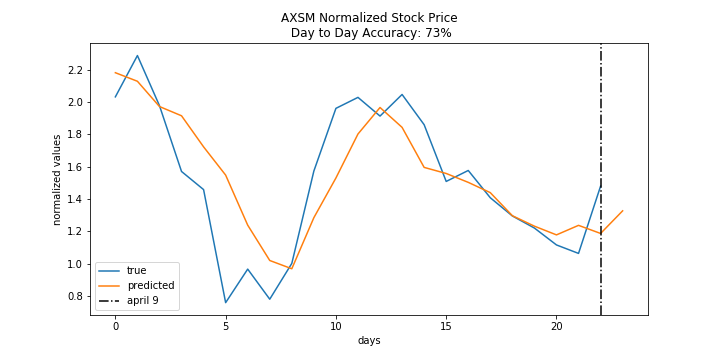 AXSM Normalized Stock Price
Day to Day Accuracy: 73%
normalized values
2.2
2.0
1.8
1.6
1.4
1.2
1.0
0.8
true
predicted
april 9
0 5 10 15 20
days